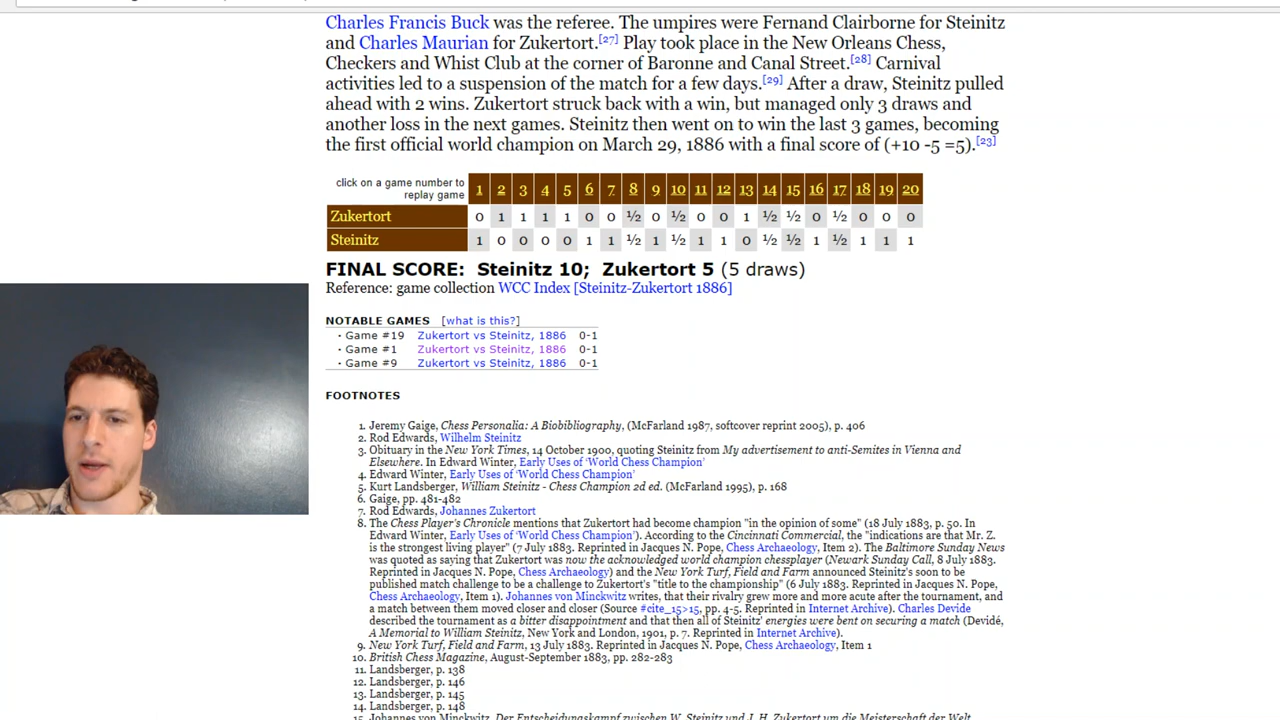 Charles Francis Buck was the referee. The umpires were Fernand Clairborne for Steinitz
and Charles Maurian for Zukertort.[27] Play took place in the New Orleans Chess,
Checkers and Whist Club at the corner of Baronne and Canal Street.[28] Carnival
activities led to a suspension of the match for a few days.[29] After a draw, Steinitz pulled
ahead with 2 wins. Zukertort struck back with a win, but managed only 3 draws and
another loss in the next games. Steinitz then went on to win the last 3 games, becoming
the first official world champion on March 29, 1886 with a final score of (+10 -5 =5).[23]
click on a game number to
replay game 1 2 3 4 5 6 7 8 9 10 11 12 13 14 15 16 17 18 19 20
Zukertort 0 1 1 1 1 0 0 ½ 0 ½ 0 0 1 ½ ½ 0 ½ 0 0 0
Steinitz 1 0 0 0 0 1 1 ½ 1 ½ 1 1 0 ½ ½ 1 ½ 1 1 1
FINAL SCORE: Steinitz 10; Zukertort 5 (5 draws)
Reference: game collection WCC Index [Steinitz-Zukertort 1886]
NOTABLE GAMES [what is this?]
· Game #19 Zukertort vs Steinitz, 1886 0-1
· Game #1 Zukertort vs Steinitz, 1886 0-1
· Game #9 Zukertort vs Steinitz, 1886 0-1
FOOTNOTES
1. Jeremy Gaige, Chess Personalia: A Biobibliography, (McFarland 1987, softcover reprint 2005), p. 406
2. Rod Edwards, Wilhelm Steinitz
3. Obituary in the New York Times, 14 October 1900, quoting Steinitz from My advertisement to anti-Semites in Vienna and
Elsewhere. In Edward Winter, Early Uses of 'World Chess Champion'
4. Edward Winter, Early Uses of 'World Chess Champion'
5. Kurt Landsberger, William Steinitz - Chess Champion 2d ed. (McFarland 1995), p. 168
6. Gaige, pp. 481-482
7. Rod Edwards, Johannes Zukertort
8. The Chess Player's Chronicle mentions that Zukertort had become champion "in the opinion of some" (18 July 1883, p. 50. In
Edward Winter, Early Uses of 'World Chess Champion'). According to the Cincinnati Commercial, the "indications are that Mr. Z.
is the strongest living player" (7 July 1883. Reprinted in Jacques N. Pope, Chess Archaeology, Item 2). The Baltimore Sunday News
was quoted as saying that Zukertort was now the acknowledged world champion chessplayer (Newark Sunday Call, 8 July 1883.
Reprinted in Jacques N. Pope, Chess Archaeology) and the New York Turf, Field and Farm announced Steinitz's soon to be
published match challenge to be a challenge to Zukertort's "title to the championship" (6 July 1883. Reprinted in Jacques N. Pope,
Chess Archaeology, Item 1). Johannes von Minckwitz writes, that their rivalry grew more and more acute after the tournament, and
a match between them moved closer and closer (Source #cite_15>15, pp. 4-5. Reprinted in Internet Archive). Charles Devide
described the tournament as a bitter disappointment and that then all of Steinitz' energies were bent on securing a match (Devidé,
A Memorial to William Steinitz, New York and London, 1901, p. 7. Reprinted in Internet Archive).
9. New York Turf, Field and Farm, 13 July 1883. Reprinted in Jacques N. Pope, Chess Archaeology, Item 1
10. British Chess Magazine, August-September 1883, pp. 282-283
11. Landsberger, p. 138
12. Landsberger, p. 146
13. Landsberger, p. 145
14. Landsberger, p. 148
15. Johannes von Minckwitz, Der Entscheidungskampf zwischen W. Steinitz und J. H. Zukertort um die Meisterschaft der Welt